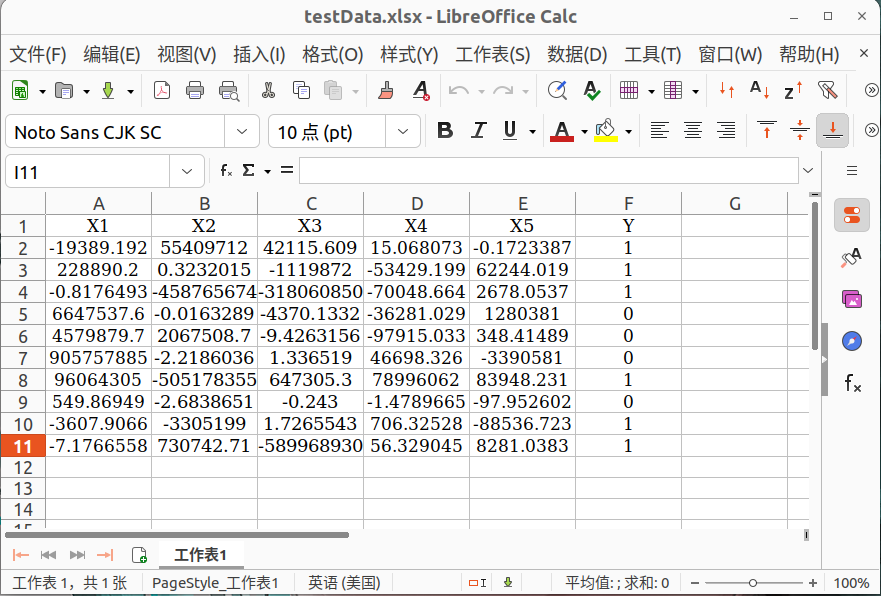 testData.xlsx - LibreOffice Calc
文件(F) 编辑(E) 视图(V) 插入(I) 格式(O) 样式(Y) 工作表(S) 数据(D) 工具(T) 窗口(W) 帮助(H)
Noto Sans CJK SC 10 点 (pt) B I U A
I11 fx Σ =
A B C D E F G
1 X1 X2 X3 X4 X5 Y
2 -19389.192 55409712 42115.609 15.068073 -0.1723387 1
3 228890.2 0.3232015 -1119872 -53429.199 62244.019 1
4 -0.8176493 -458765674 -318060850 -70048.664 2678.0537 1
5 6647537.6 -0.0163289 -4370.1332 -36281.029 1280381 0
6 4579879.7 2067508.7 -9.4263156 -97915.033 348.41489 0
7 905757885 -2.2186036 1.336519 46698.326 -3390581 0
8 96064305 -505178355 647305.3 78996062 83948.231 1
9 549.86949 -2.6838651 -0.243 -1.4789665 -97.952602 0
10 -3607.9066 -3305199 1.7265543 706.32528 -88536.723 1
11 -7.1766558 730742.71 -589968930 56.329045 8281.0383 1
12
13
14
15
工作表1
工作表 1，共 1 张 PageStyle_工作表1 英语 (美国) 平均值: ; 求和: 0 100%